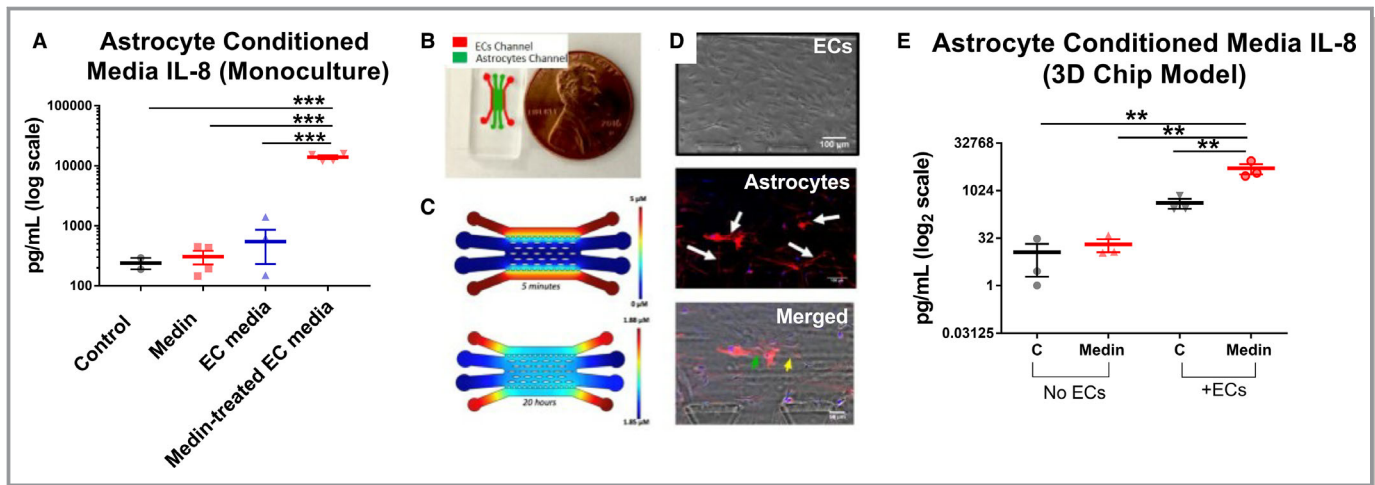 A
Astrocyte Conditioned
Media IL-8 (Monoculture)
pg/mL (log scale)
100000
10000
1000
100
***
***
***
Control
Medin
EC media
Medin-treated EC media
B
ECs Channel
Astrocytes Channel
C
5 µM
5 minutes
0 µM
1.88 µM
20 hours
1.85 µM
D
ECs
100 µm
Astrocytes
Merged
E
Astrocyte Conditioned Media IL-8
(3D Chip Model)
pg/mL (log2 scale)
32768
1024
32
1
0.03125
**
**
**
C
Medin
C
Medin
No ECs
+ECs